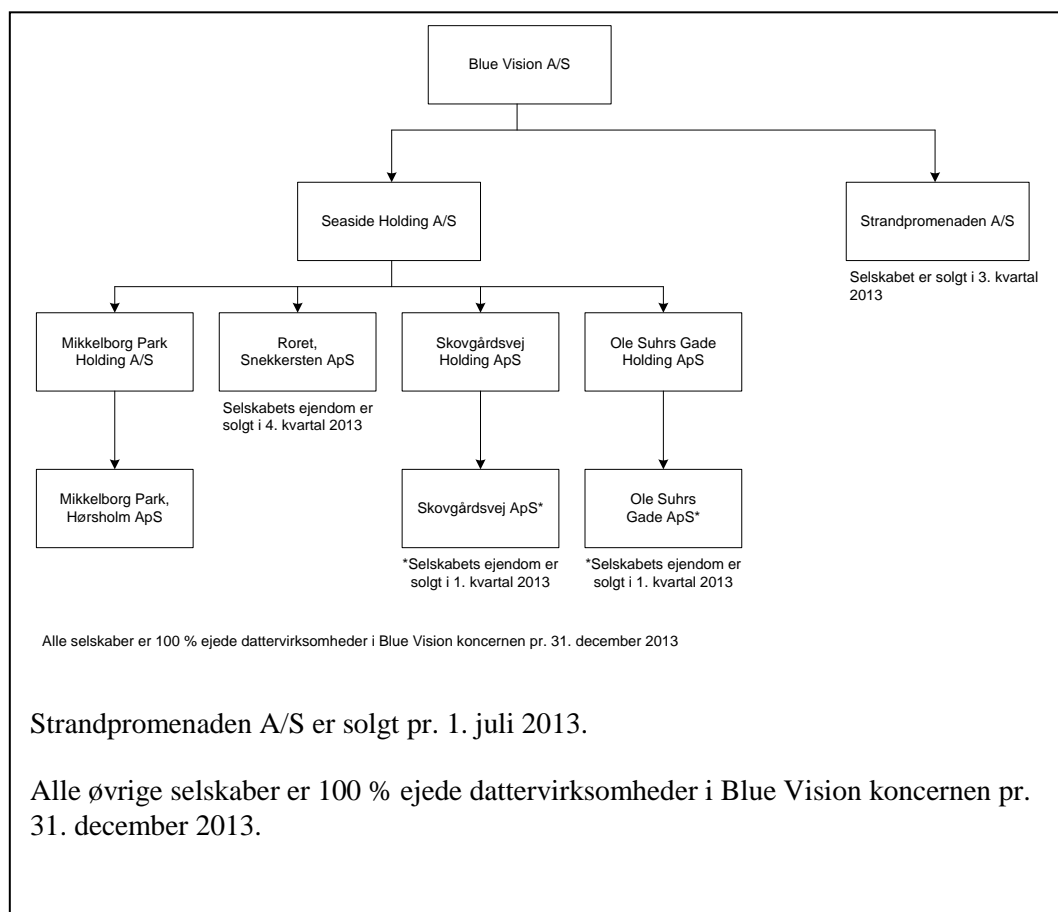 Blue Vision A/S
Seaside Holding A/S
Strandpromenaden A/S
Selskabet er solgt i 3. kvartal
2013
Mikkelborg Park
Holding A/S
Roret,
Snekkersten ApS
Skovgårdsvej
Holding ApS
Ole Suhrs Gade
Holding ApS
Selskabets ejendom er
solgt i 4. kvartal 2013
Mikkelborg Park,
Hørsholm ApS
Skovgårdsvej ApS*
Ole Suhrs
Gade ApS*
*Selskabets ejendom er
solgt i 1. kvartal 2013
*Selskabets ejendom er
solgt i 1. kvartal 2013
Alle selskaber er 100 % ejede dattervirksomheder i Blue Vision koncernen pr. 31. december 2013
Strandpromenaden A/S er solgt pr. 1. juli 2013.
Alle øvrige selskaber er 100 % ejede dattervirksomheder i Blue Vision koncernen pr.
31. december 2013.